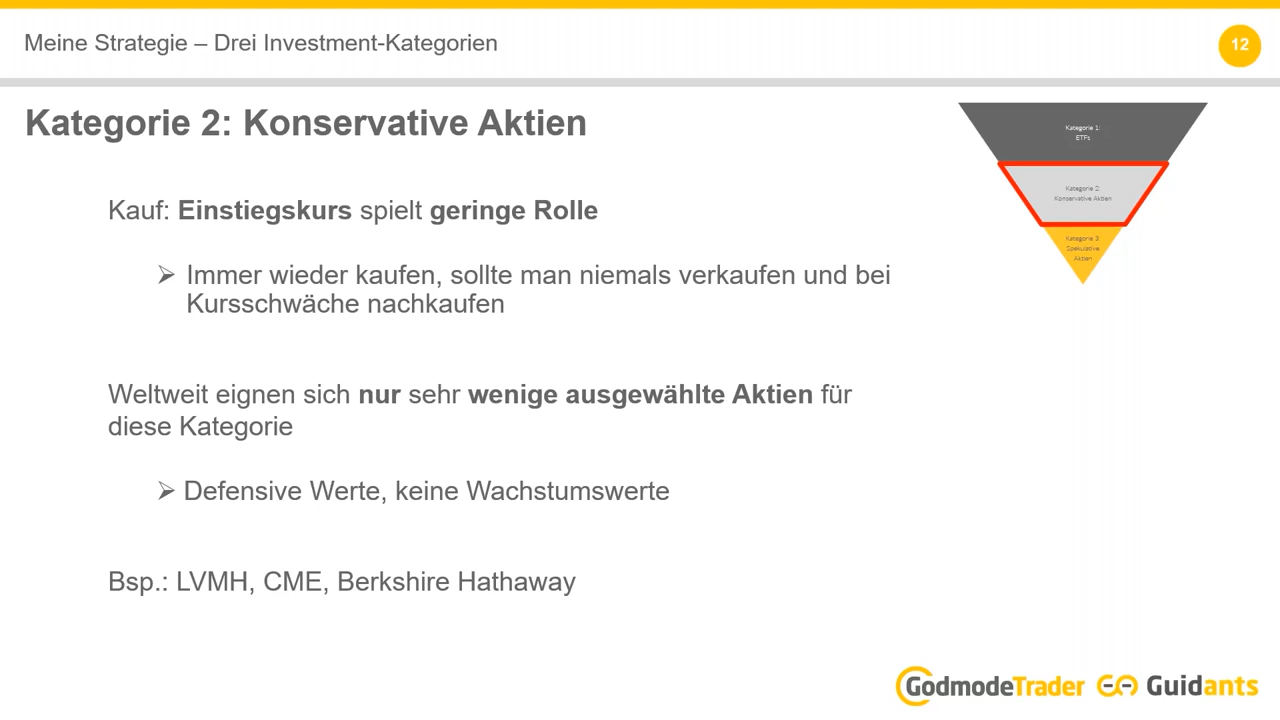 Meine Strategie – Drei Investment-Kategorien
12
Kategorie 2: Konservative Aktien
Kategorie 1:
ETFs
Kategorie 2:
Konservative Aktien
Kategorie 3
Spekulative
Aktien
Kauf: Einstiegskurs spielt geringe Rolle
➢ Immer wieder kaufen, sollte man niemals verkaufen und bei
Kursschwäche nachkaufen
Weltweit eignen sich nur sehr wenige ausgewählte Aktien für
diese Kategorie
➢ Defensive Werte, keine Wachstumswerte
Bsp.: LVMH, CME, Berkshire Hathaway
GodmodeTrader Guidants